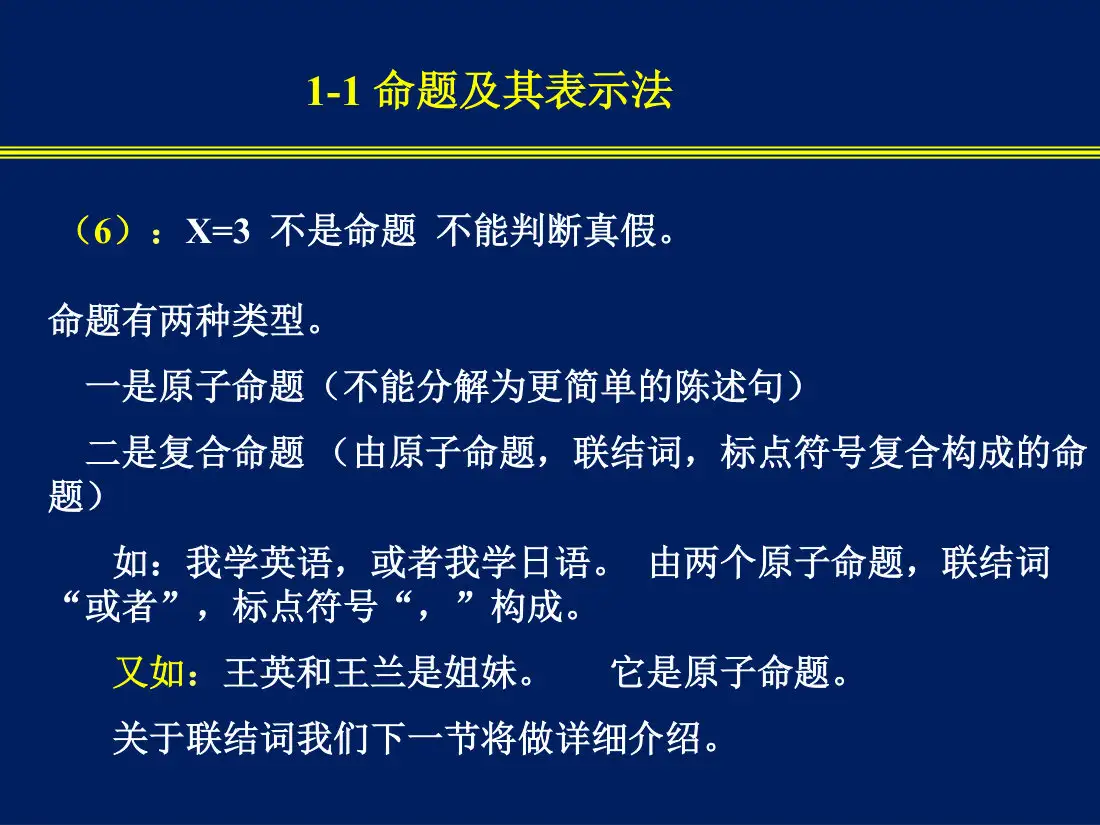 1-1 命题及其表示法
（6）：X=3 不是命题 不能判断真假。
命题有两种类型。
一是原子命题（不能分解为更简单的陈述句）
二是复合命题 （由原子命题，联结词，标点符号复合构成的命
题）
如：我学英语，或者我学日语。 由两个原子命题，联结词
“或者”，标点符号“，”构成。
又如：王英和王兰是姐妹。 它是原子命题。
关于联结词我们下一节将做详细介绍。